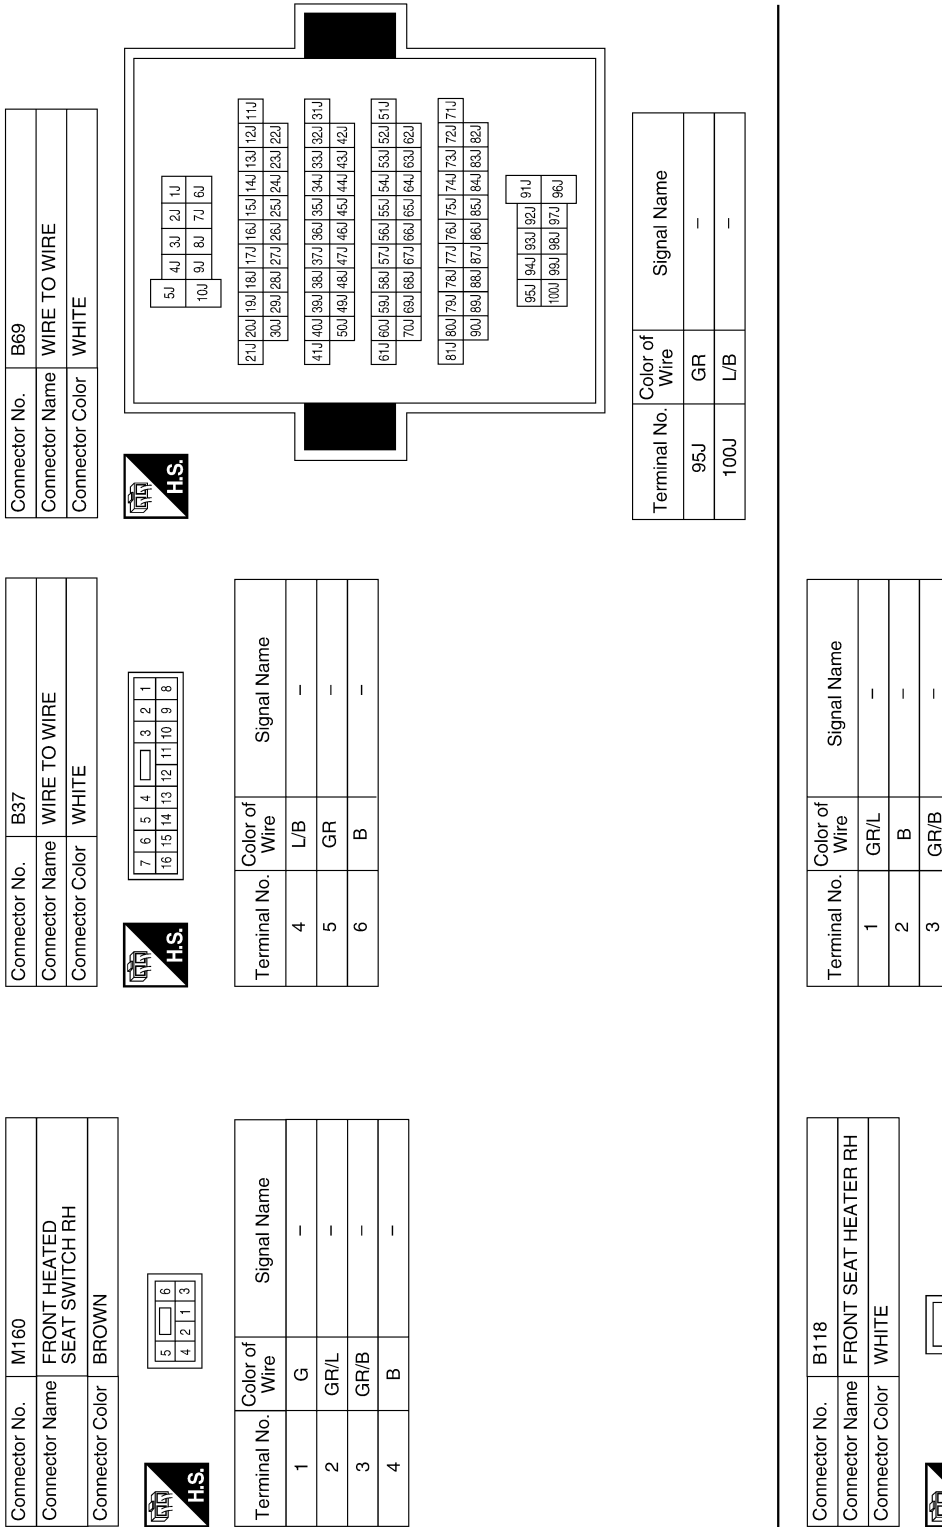 Connector No. M160
Connector Name FRONT HEATED
SEAT SWITCH RH
Connector Color BROWN
H.S.
5 6
4 2 1 3
Terminal No. Color of
Wire Signal Name
1 G –
2 GR/L –
3 GR/B –
4 B –
Connector No. B37
Connector Name WIRE TO WIRE
Connector Color WHITE
H.S.
7 6 5 4 3 2 1
16 15 14 13 12 11 10 9 8
Terminal No. Color of
Wire Signal Name
4 L/B –
5 GR –
6 B –
Connector No. B69
Connector Name WIRE TO WIRE
Connector Color WHITE
H.S.
5J 4J 3J 2J 1J
10J 9J 8J 7J 6J
21J 20J 19J 18J 17J 16J 15J 14J 13J 12J 11J
30J 29J 28J 27J 26J 25J 24J 23J 22J
41J 40J 39J 38J 37J 36J 35J 34J 33J 32J 31J
50J 49J 48J 47J 46J 45J 44J 43J 42J
61J 60J 59J 58J 57J 56J 55J 54J 53J 52J 51J
70J 69J 68J 67J 66J 65J 64J 63J 62J
81J 80J 79J 78J 77J 76J 75J 74J 73J 72J 71J
90J 89J 88J 87J 86J 85J 84J 83J 82J
95J 94J 93J 92J 91J
100J 99J 98J 97J 96J
Terminal No. Color of
Wire Signal Name
95J GR –
100J L/B –
Connector No. B118
Connector Name FRONT SEAT HEATER RH
Connector Color WHITE
Terminal No. Color of
Wire Signal Name
1 GR/L –
2 B –
3 GR/B –